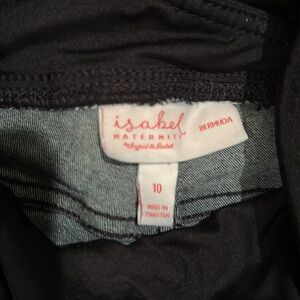 isabel
MATERNITY
by Ingrid & Isabel
BERMUDA
10
MADE IN
PAKISTAN